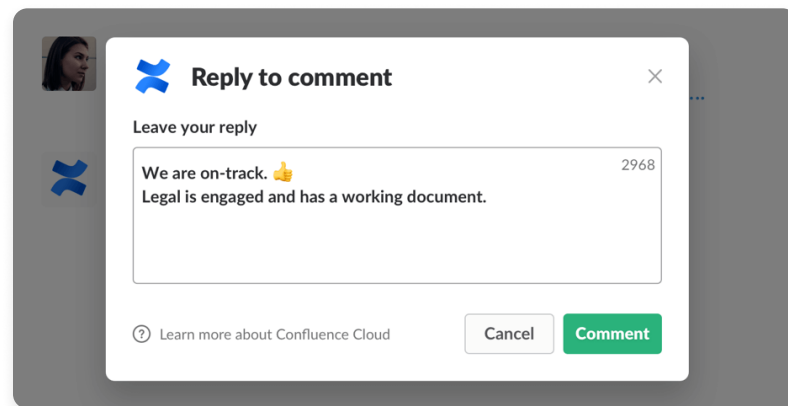 Reply to comment
Leave your reply
We are on-track. 👍
2968
Legal is engaged and has a working document.
Learn more about Confluence Cloud
Cancel
Comment